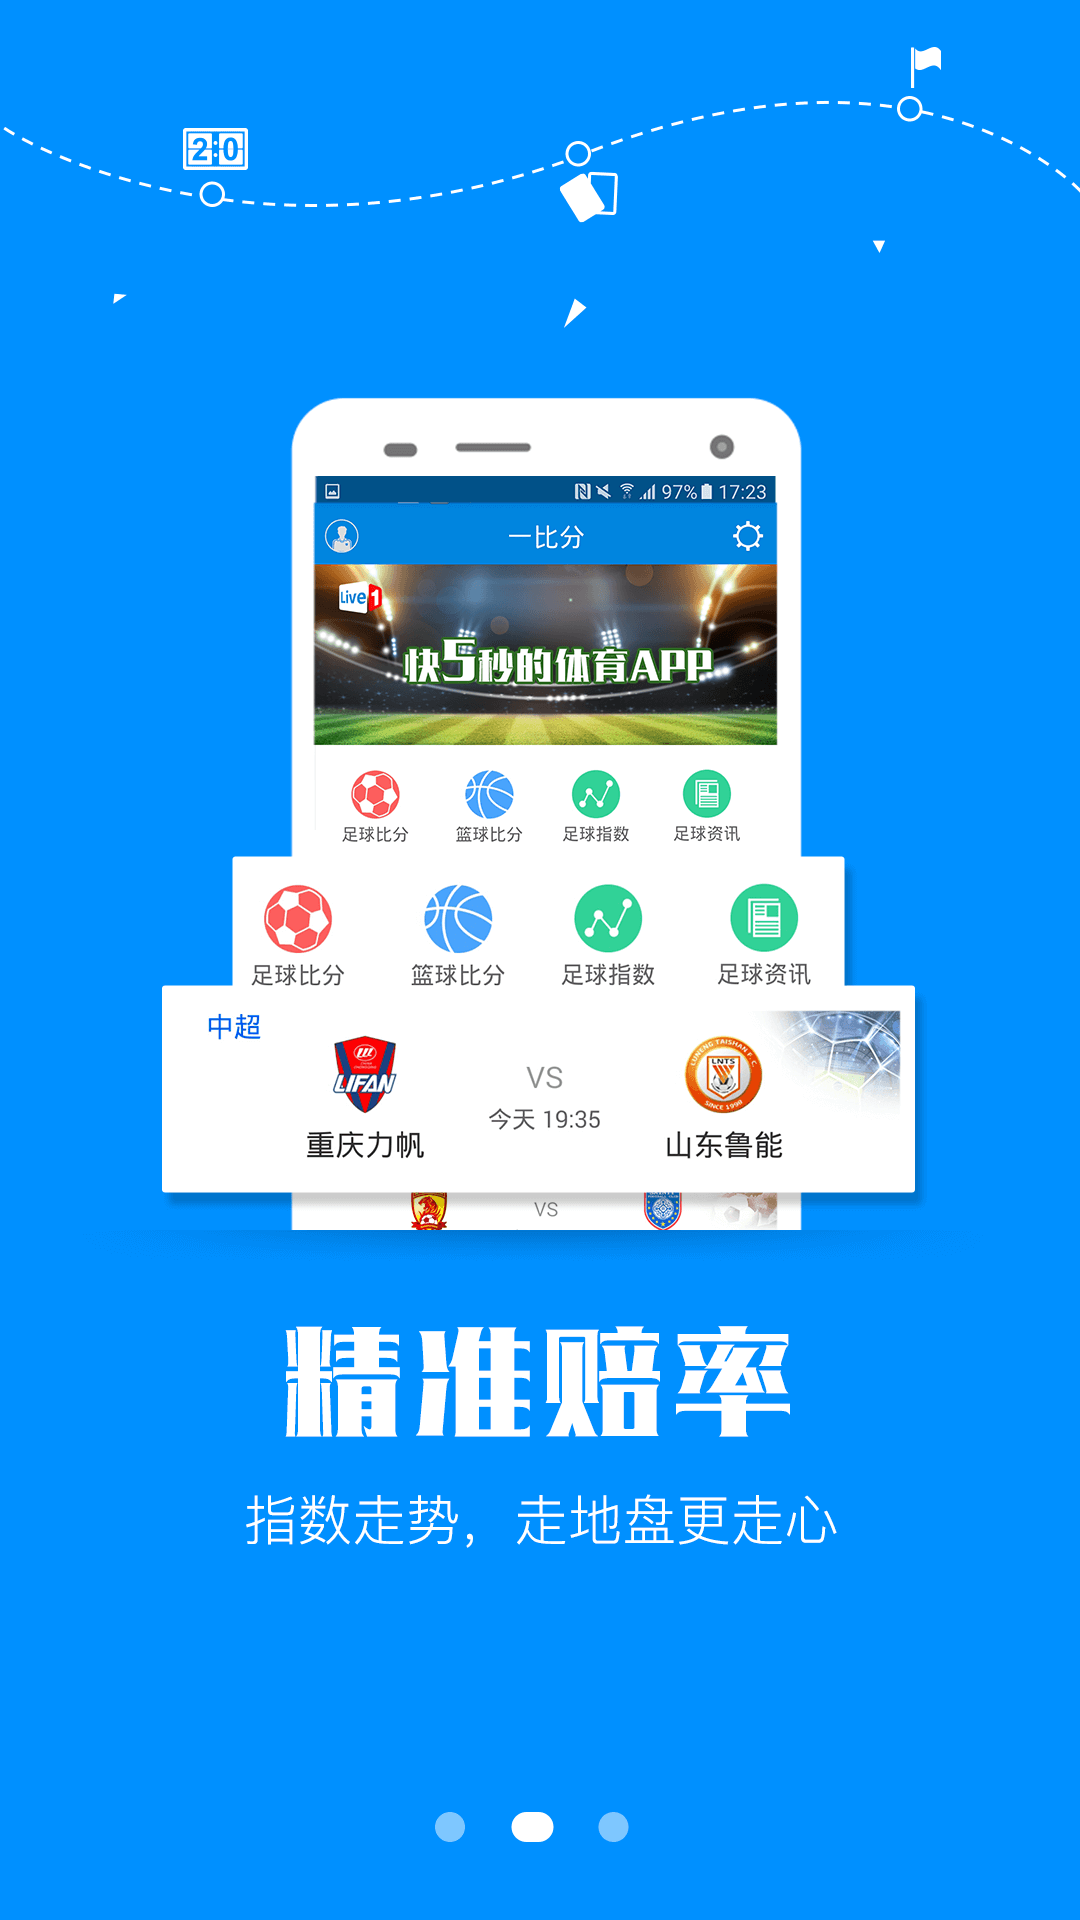 2:0
97% 17:23
一比分
Live 1
快5秒的体育APP
足球比分 篮球比分 足球指数 足球资讯
足球比分 篮球比分 足球指数 足球资讯
中超
LIFAN
LUNENG TAISHAN F.C.
LNTS
SINCE 1998
VS
今天 19:35
重庆力帆 山东鲁能
VS
精准赔率
指数走势，走地盘更走心